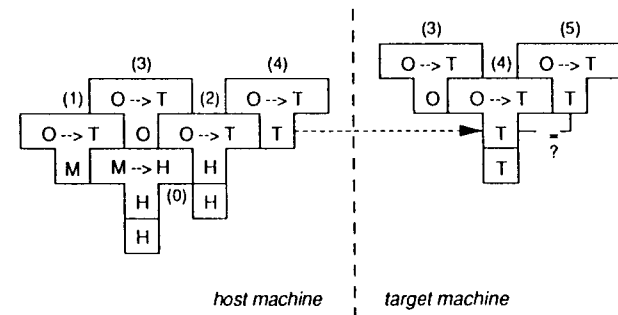 (3) (4) (3) (5)
O --> T O --> T O --> T (4) O --> T
(1) (2)
O --> T O O --> T T O O --> T T
M M --> H H T = ?
H (0) H T
H
host machine target machine